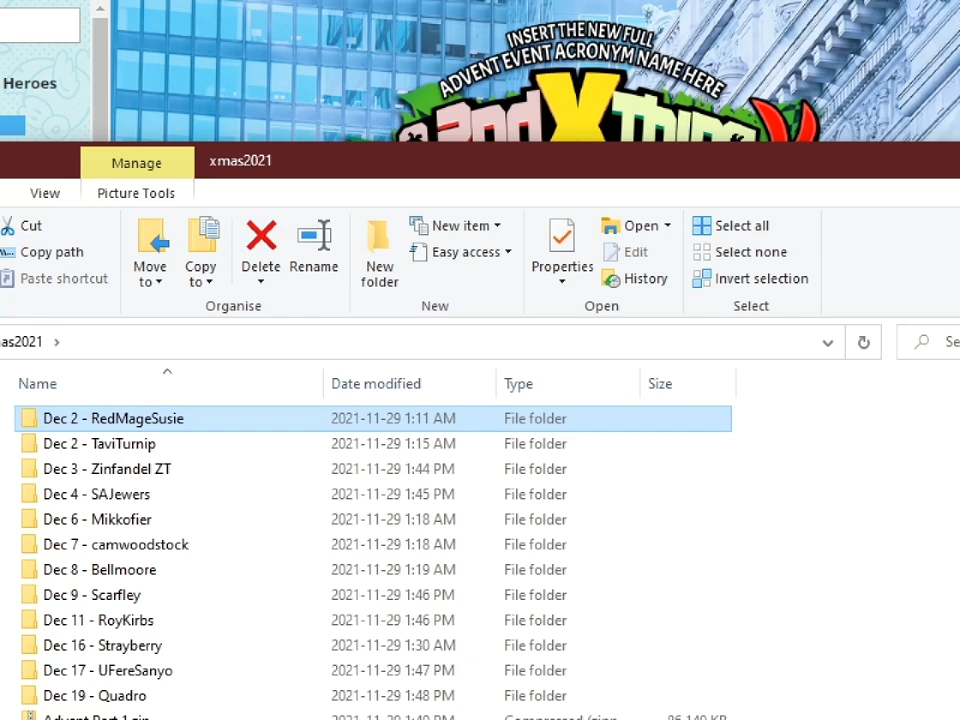 INSERT THE NEW FULL
ADVENT EVENT ACRONYM NAME HERE
Heroes
Manage
xmas2021
View
Picture Tools
Cut
Copy path
Paste shortcut
Move to
Copy to
Delete
Rename
New folder
New item
Easy access
Properties
Open
Edit
History
Select all
Select none
Invert selection
Organise
New
Open
Select
as2021
Se
Name Date modified Type Size
Dec 2 - RedMageSusie 2021-11-29 1:11 AM File folder
Dec 2 - TaviTurnip 2021-11-29 1:15 AM File folder
Dec 3 - Zinfandel ZT 2021-11-29 1:44 PM File folder
Dec 4 - SAJewers 2021-11-29 1:45 PM File folder
Dec 6 - Mikkofier 2021-11-29 1:18 AM File folder
Dec 7 - camwoodstock 2021-11-29 1:18 AM File folder
Dec 8 - Bellmoore 2021-11-29 1:19 AM File folder
Dec 9 - Scarfley 2021-11-29 1:46 PM File folder
Dec 11 - RoyKirbs 2021-11-29 1:46 PM File folder
Dec 16 - Strayberry 2021-11-29 1:30 AM File folder
Dec 17 - UFereSanyo 2021-11-29 1:47 PM File folder
Dec 19 - Quadro 2021-11-29 1:48 PM File folder